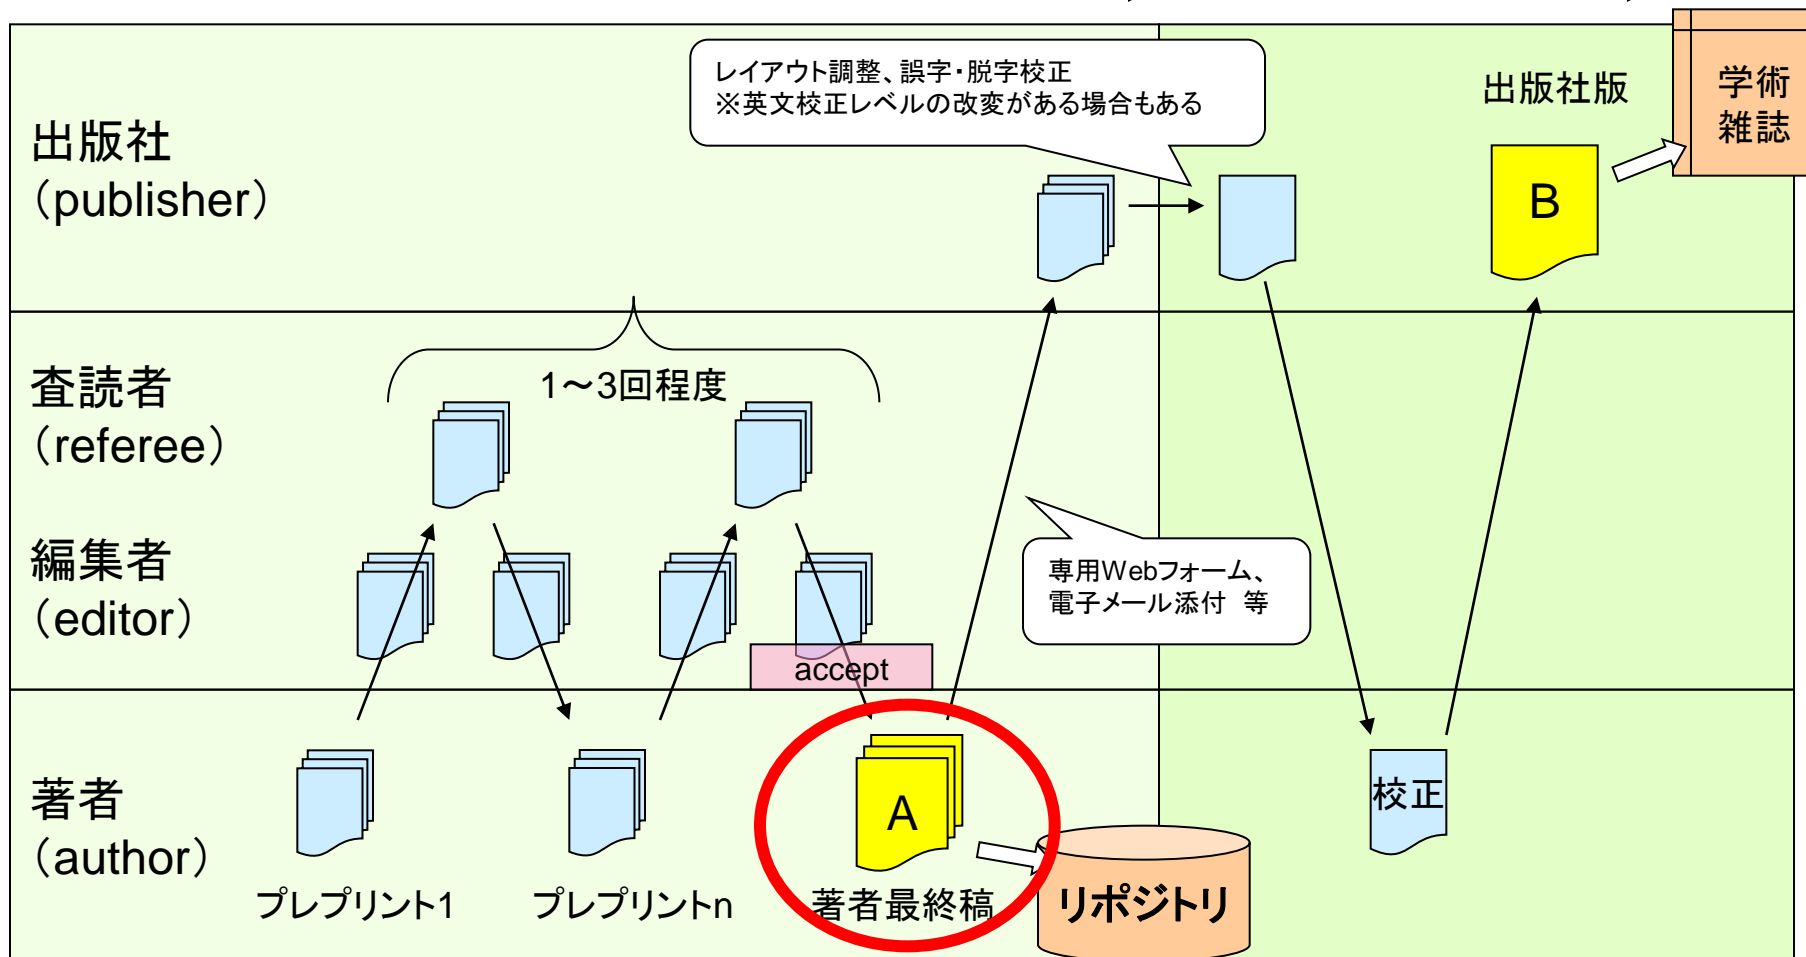 レイアウト調整、誤字・脱字校正
※英文校正レベルの改変がある場合もある
出版社版
学術
雑誌
出版社
（publisher）
B
1～3回程度
査読者
（referee）
編集者
（editor）
専用Webフォーム、
電子メール添付　等
accept
著者
（author）
A
校正
プレプリント1
プレプリントn
著者最終稿
リポジトリ